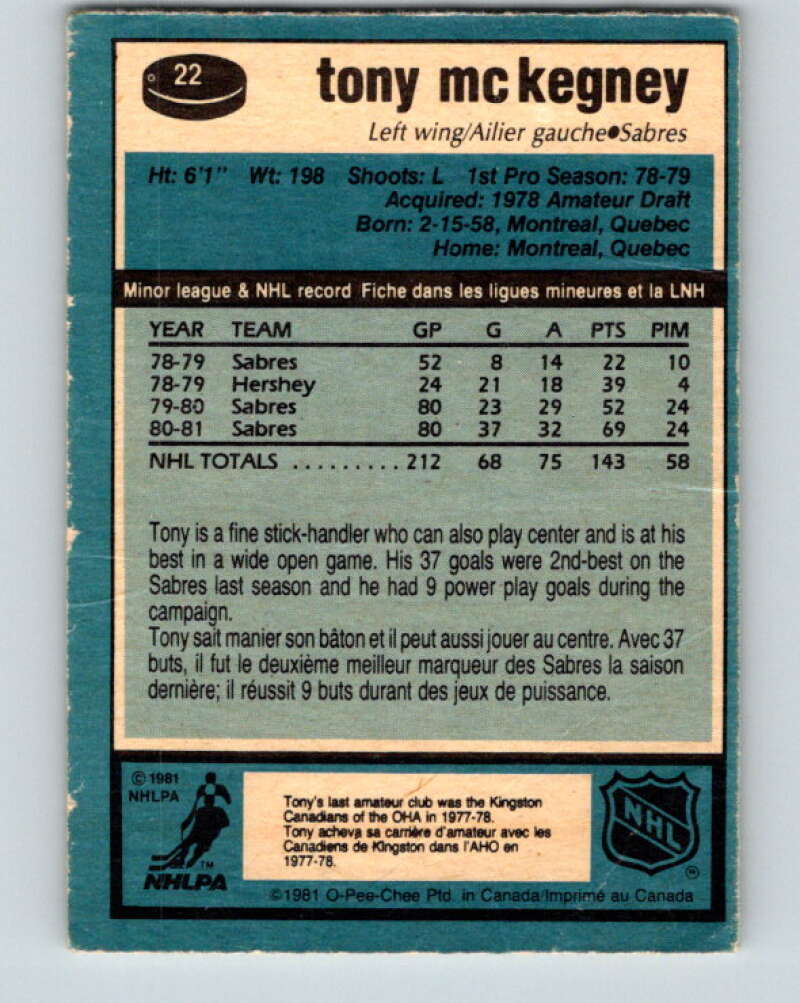 22
tony mc kegney
Left wing/Ailier gauche●Sabres
Ht: 6'1" Wt: 198 Shoots: L 1st Pro Season: 78-79
Acquired: 1978 Amateur Draft
Born: 2-15-58, Montreal, Quebec
Home: Montreal, Quebec
Minor league & NHL record Fiche dans les ligues mineures et la LNH
YEAR TEAM GP G A PTS PIM
78-79 Sabres 52 8 14 22 10
78-79 Hershey 24 21 18 39 4
79-80 Sabres 80 23 29 52 24
80-81 Sabres 80 37 32 69 24
NHL TOTALS ......... 212 68 75 143 58
Tony is a fine stick-handler who can also play center and is at his
best in a wide open game. His 37 goals were 2nd-best on the
Sabres last season and he had 9 power play goals during the
campaign.
Tony sait manier son bâton et il peut aussi jouer au centre. Avec 37
buts, il fut le deuxième meilleur marqueur des Sabres la saison
dernière; il réussit 9 buts durant des jeux de puissance.
©1981
NHLPA
TM
NHLPA
Tony's last amateur club was the Kingston
Canadians of the OHA in 1977-78.
Tony acheva sa carrière d'amateur avec les
Canadiens de Kingston dans l'AHO en
1977-78.
NHL
©1981 O-Pee-Chee Ptd. in Canada/Imprimé au Canada